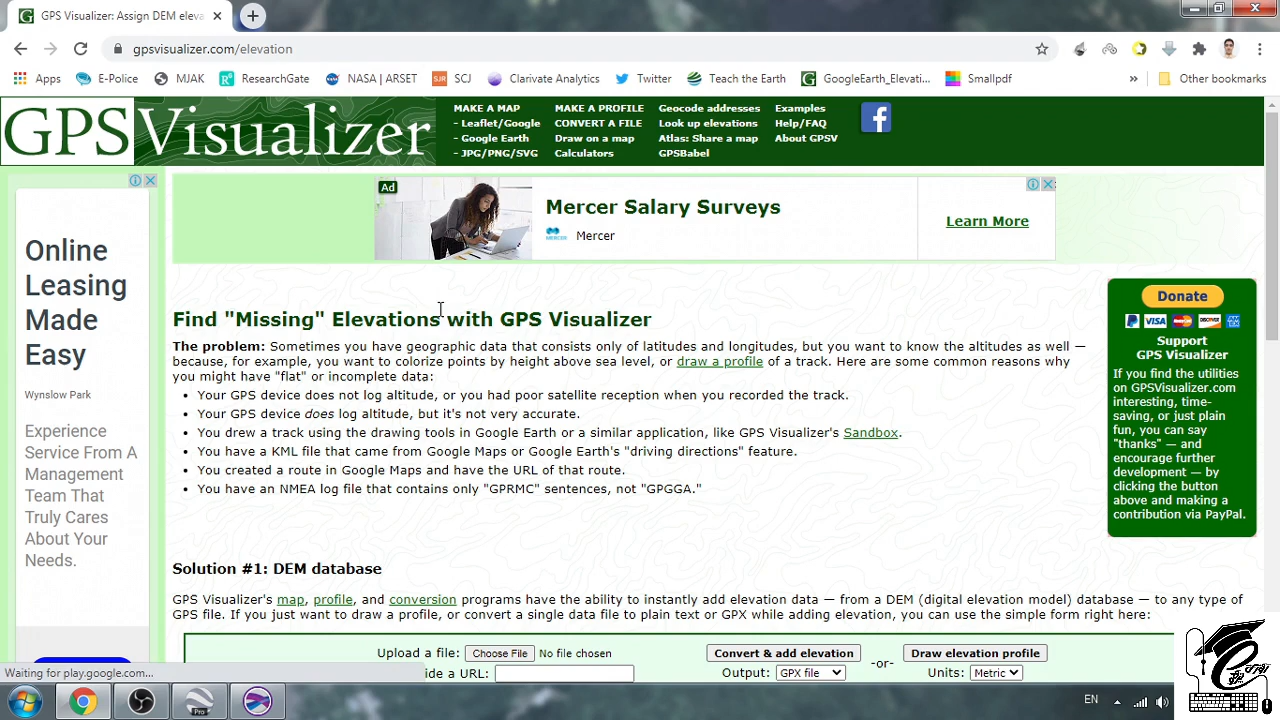 GPS Visualizer: Assign DEM eleva
gpsvisualizer.com/elevation
Apps
E-Police
MJAK
ResearchGate
NASA | ARSET
SCJ
Clarivate Analytics
Twitter
Teach the Earth
GoogleEarth_Elevati...
Smallpdf
»
Other bookmarks
GPSVisualizer
MAKE A MAP
- Leaflet/Google
- Google Earth
- JPG/PNG/SVG
MAKE A PROFILE
CONVERT A FILE
Draw on a map
Calculators
Geocode addresses
Look up elevations
Atlas: Share a map
GPSBabel
Examples
Help/FAQ
About GPSV
Ad
Mercer Salary Surveys
Mercer
Learn More
Online
Leasing
Made
Easy
Wynslow Park
Experience
Service From A
Management
Team That
Truly Cares
About Your
Needs.
Find "Missing" Elevations with GPS Visualizer
The problem: Sometimes you have geographic data that consists only of latitudes and longitudes, but you want to know the altitudes as well —
because, for example, you want to colorize points by height above sea level, or draw a profile of a track. Here are some common reasons why
you might have "flat" or incomplete data:
• Your GPS device does not log altitude, or you had poor satellite reception when you recorded the track.
• Your GPS device does log altitude, but it's not very accurate.
• You drew a track using the drawing tools in Google Earth or a similar application, like GPS Visualizer's Sandbox.
• You have a KML file that came from Google Maps or Google Earth's "driving directions" feature.
• You created a route in Google Maps and have the URL of that route.
• You have an NMEA log file that contains only "GPRMC" sentences, not "GPGGA."
Donate
PayPal VISA DISCOVER
Support
GPS Visualizer
If you find the utilities
on GPSVisualizer.com
interesting, time-
saving, or just plain
fun, you can say
"thanks" — and
encourage further
development — by
clicking the button
above and making a
contribution via PayPal.
Solution #1: DEM database
GPS Visualizer's map, profile, and conversion programs have the ability to instantly add elevation data — from a DEM (digital elevation model) database — to any type of
GPS file. If you just want to draw a profile, or convert a single data file to plain text or GPX while adding elevation, you can use the simple form right here:
Upload a file: Choose File No file chosen
ide a URL:
Convert & add elevation
Output: GPX file
-or-
Draw elevation profile
Units: Metric
Waiting for play.google.com...
Pro
EN